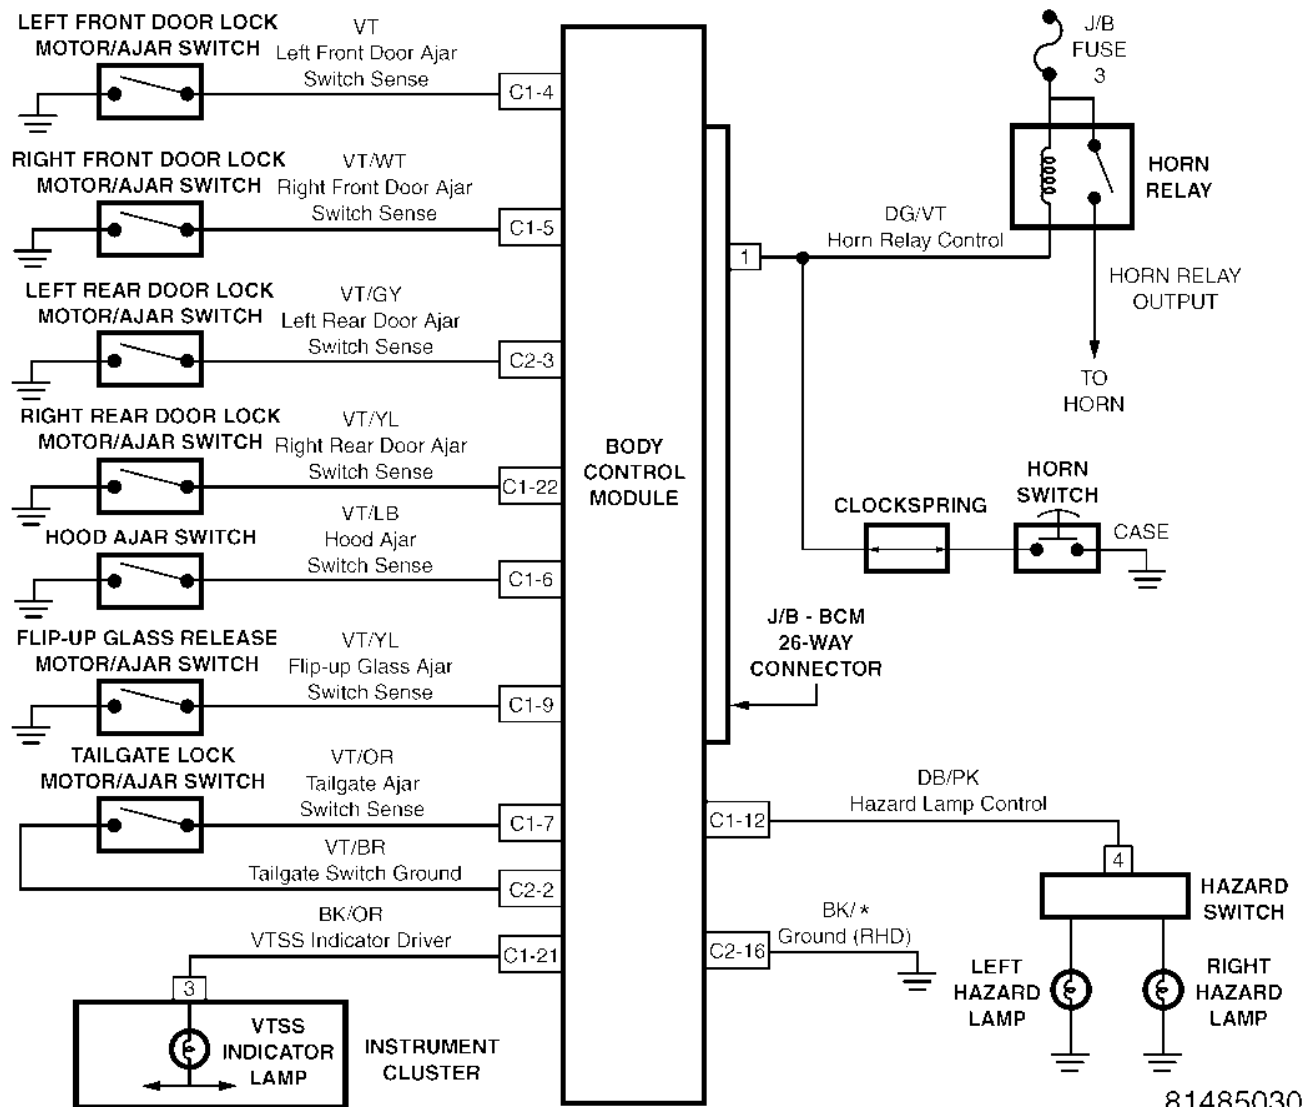 LEFT FRONT DOOR LOCK
MOTOR/AJAR SWITCH
VT
Left Front Door Ajar
Switch Sense
C1-4
RIGHT FRONT DOOR LOCK
MOTOR/AJAR SWITCH
VT/WT
Right Front Door Ajar
Switch Sense
C1-5
LEFT REAR DOOR LOCK
MOTOR/AJAR SWITCH
VT/GY
Left Rear Door Ajar
Switch Sense
C2-3
RIGHT REAR DOOR LOCK
MOTOR/AJAR SWITCH
VT/YL
Right Rear Door Ajar
Switch Sense
C1-22
HOOD AJAR SWITCH
VT/LB
Hood Ajar
Switch Sense
C1-6
FLIP-UP GLASS RELEASE
MOTOR/AJAR SWITCH
VT/YL
Flip-up Glass Ajar
Switch Sense
C1-9
TAILGATE LOCK
MOTOR/AJAR SWITCH
VT/OR
Tailgate Ajar
Switch Sense
C1-7
VT/BR
Tailgate Switch Ground
C2-2
BK/OR
VTSS Indicator Driver
C1-21
3
VTSS
INDICATOR
LAMP
INSTRUMENT
CLUSTER
BODY
CONTROL
MODULE
J/B
FUSE
3
HORN
RELAY
DG/VT
Horn Relay Control
1
HORN RELAY
OUTPUT
TO
HORN
HORN
SWITCH
CLOCKSPRING
CASE
J/B - BCM
26-WAY
CONNECTOR
DB/PK
Hazard Lamp Control
C1-12
4
HAZARD
SWITCH
BK/*
Ground (RHD)
C2-16
LEFT
HAZARD
LAMP
RIGHT
HAZARD
LAMP
81485030